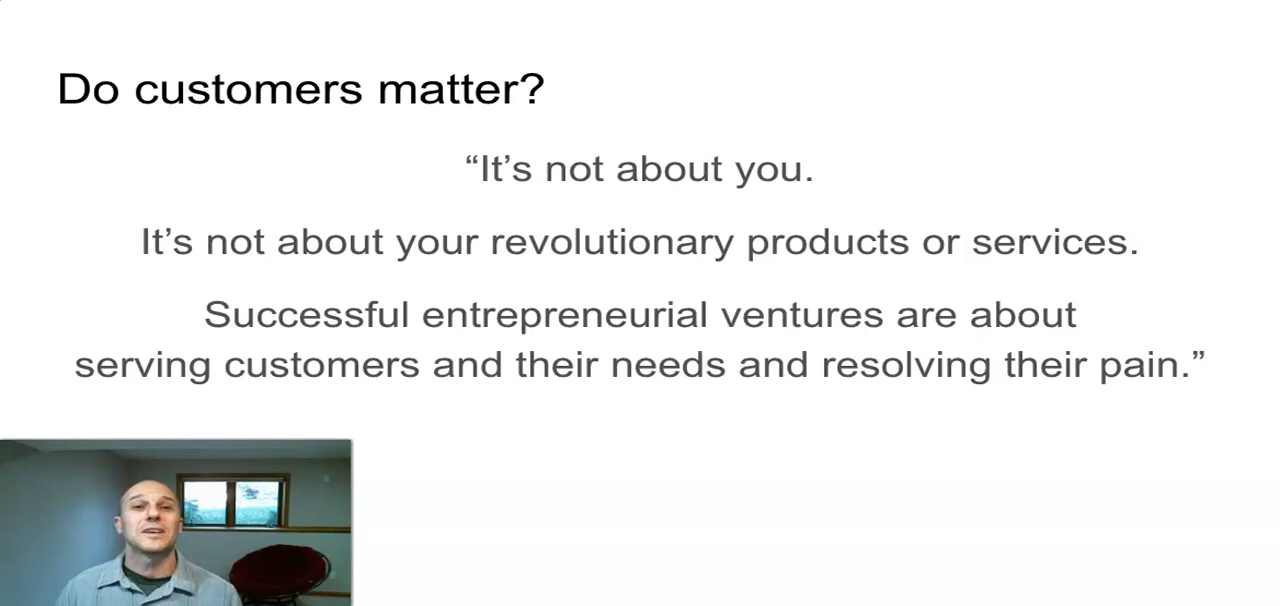 Do customers matter?
“It’s not about you.
It’s not about your revolutionary products or services.
Successful entrepreneurial ventures are about
serving customers and their needs and resolving their pain.”